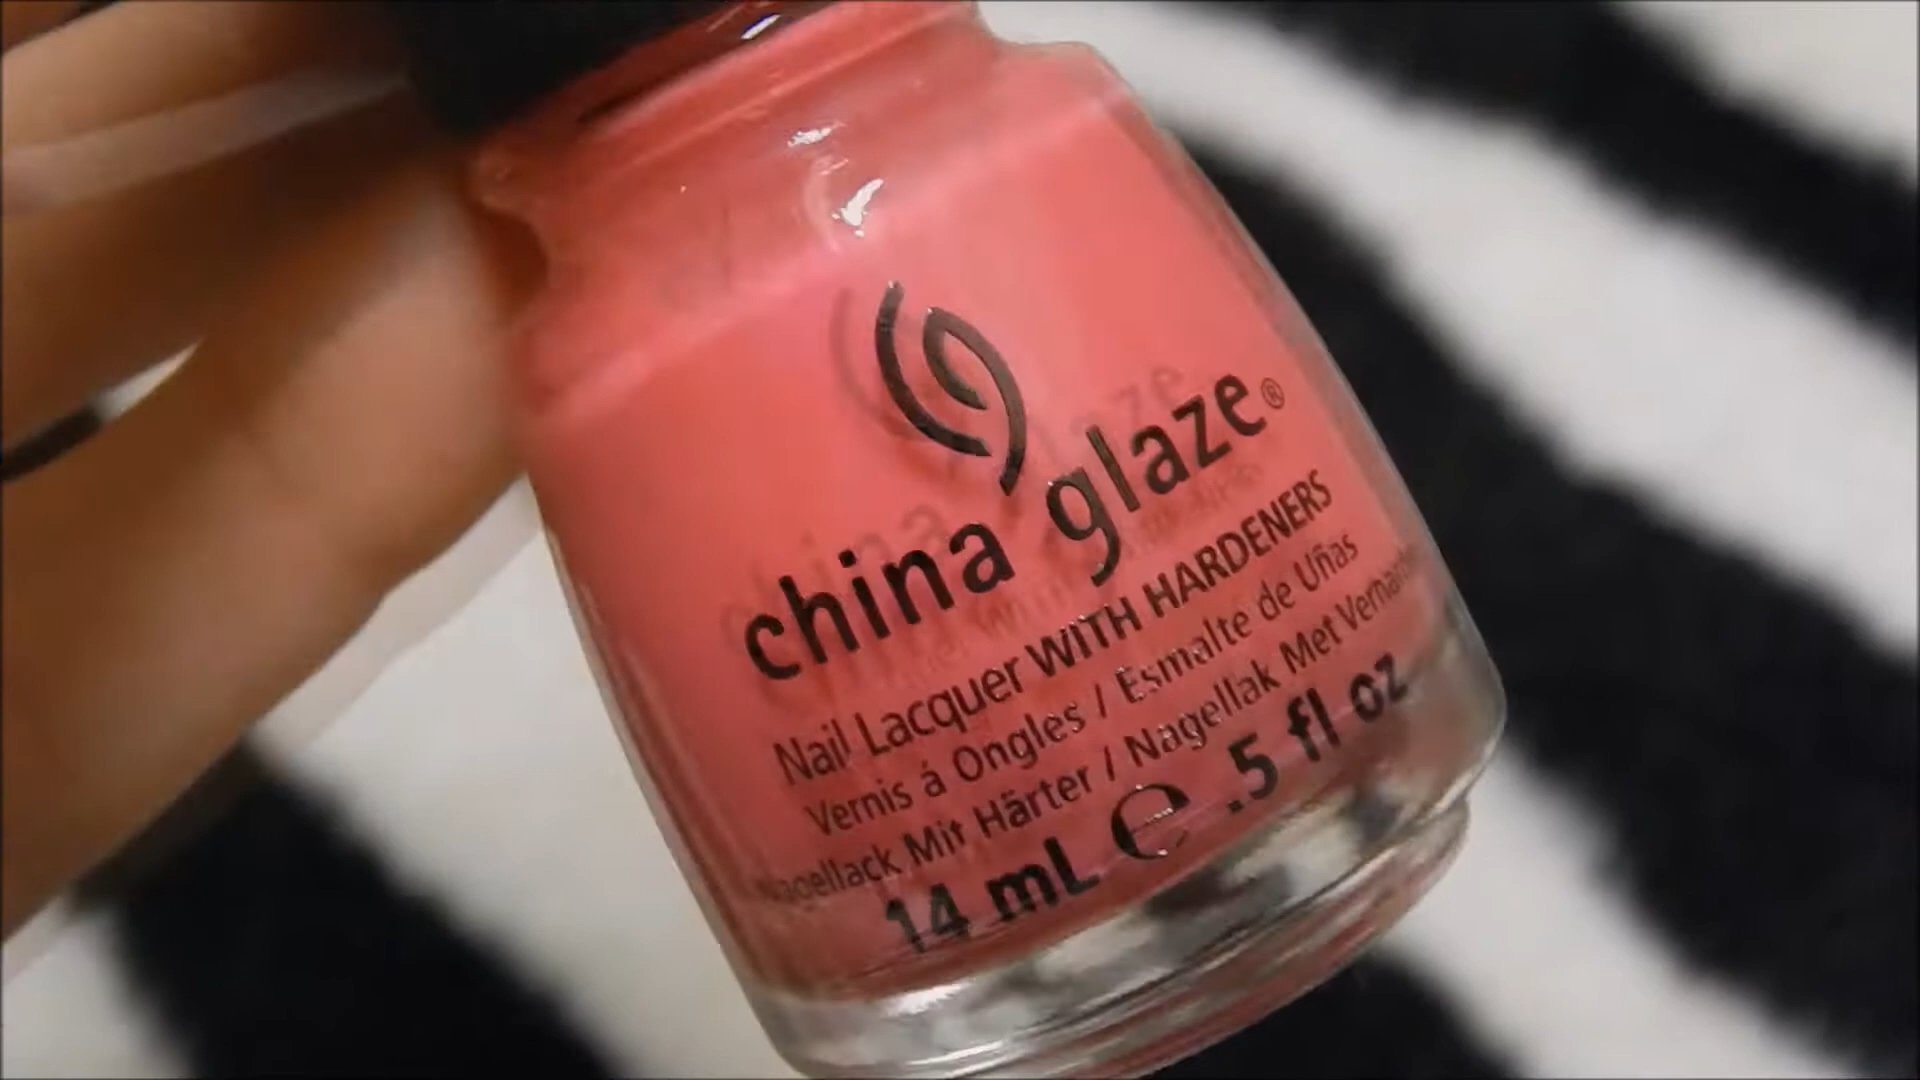 china glaze®
Nail Lacquer WITH HARDENERS
Vernis á Ongles / Esmalte de Uñas
Nagellack Mit Härter / Nagellak Met
14 mL e .5 fl oz